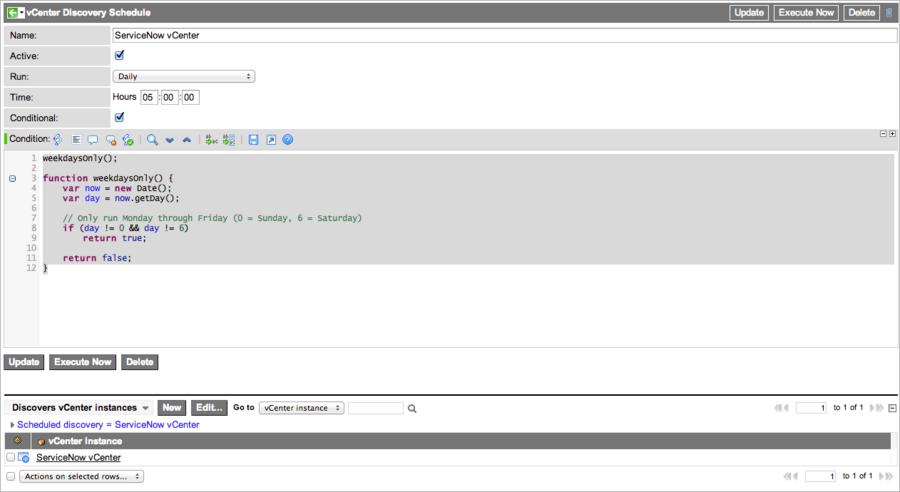 vCenter Discovery Schedule
Update Execute Now Delete
Name: ServiceNow vCenter
Active:
Run: Daily
Time: Hours 05 : 00 : 00
Conditional:
Condition:
1 weekdaysOnly();
2
3 function weekdaysOnly() {
4 var now = new Date();
5 var day = now.getDay();
6
7 // Only run Monday through Friday (0 = Sunday, 6 = Saturday)
8 if (day != 0 && day != 6)
9 return true;
10
11 return false;
12 }
Update Execute Now Delete
Discovers vCenter instances New Edit... Go to vCenter instance 1 to 1 of 1
Scheduled discovery = ServiceNow vCenter
vCenter instance
ServiceNow vCenter
Actions on selected rows... 1 to 1 of 1